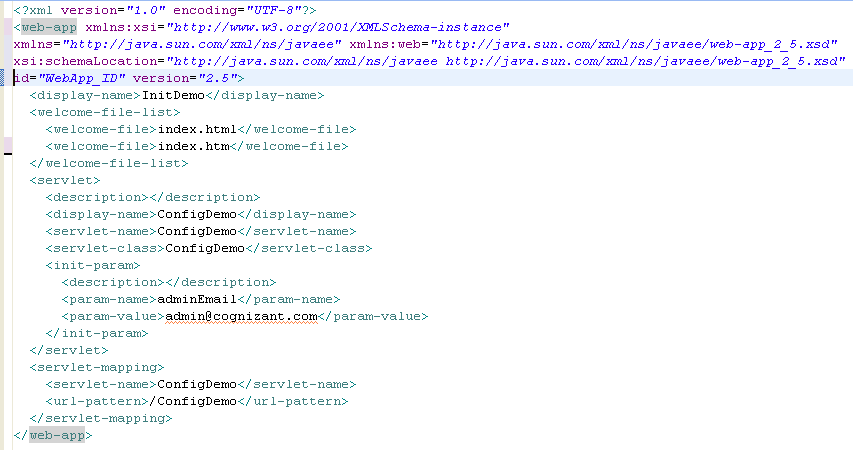 <?xml version="1.0" encoding="UTF-8"?>
<web-app xmlns:xsi="http://www.w3.org/2001/XMLSchema-instance"
xmlns="http://java.sun.com/xml/ns/javaee" xmlns:web="http://java.sun.com/xml/ns/javaee/web-app_2_5.xsd"
xsi:schemaLocation="http://java.sun.com/xml/ns/javaee http://java.sun.com/xml/ns/javaee/web-app_2_5.xsd"
id="WebApp_ID" version="2.5">
<display-name>InitDemo</display-name>
<welcome-file-list>
<welcome-file>index.html</welcome-file>
<welcome-file>index.htm</welcome-file>
</welcome-file-list>
<servlet>
<description></description>
<display-name>ConfigDemo</display-name>
<servlet-name>ConfigDemo</servlet-name>
<servlet-class>ConfigDemo</servlet-class>
<init-param>
<description></description>
<param-name>adminEmail</param-name>
<param-value>admin@cognizant.com</param-value>
</init-param>
</servlet>
<servlet-mapping>
<servlet-name>ConfigDemo</servlet-name>
<url-pattern>/ConfigDemo</url-pattern>
</servlet-mapping>
</web-app>